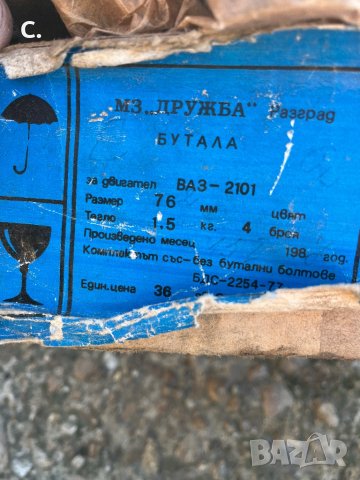 C.
МЗ„ДРУЖБА" Разград
БУТАЛА
за двигател ВАЗ-2101
Размер 76 мм цвят
Тегло 1.5 кг. 4 броя
Произведено месец 198 год.
Комплектът със-без бутални болтове
БДС-2254-77
Един.цена 36
BAZAR